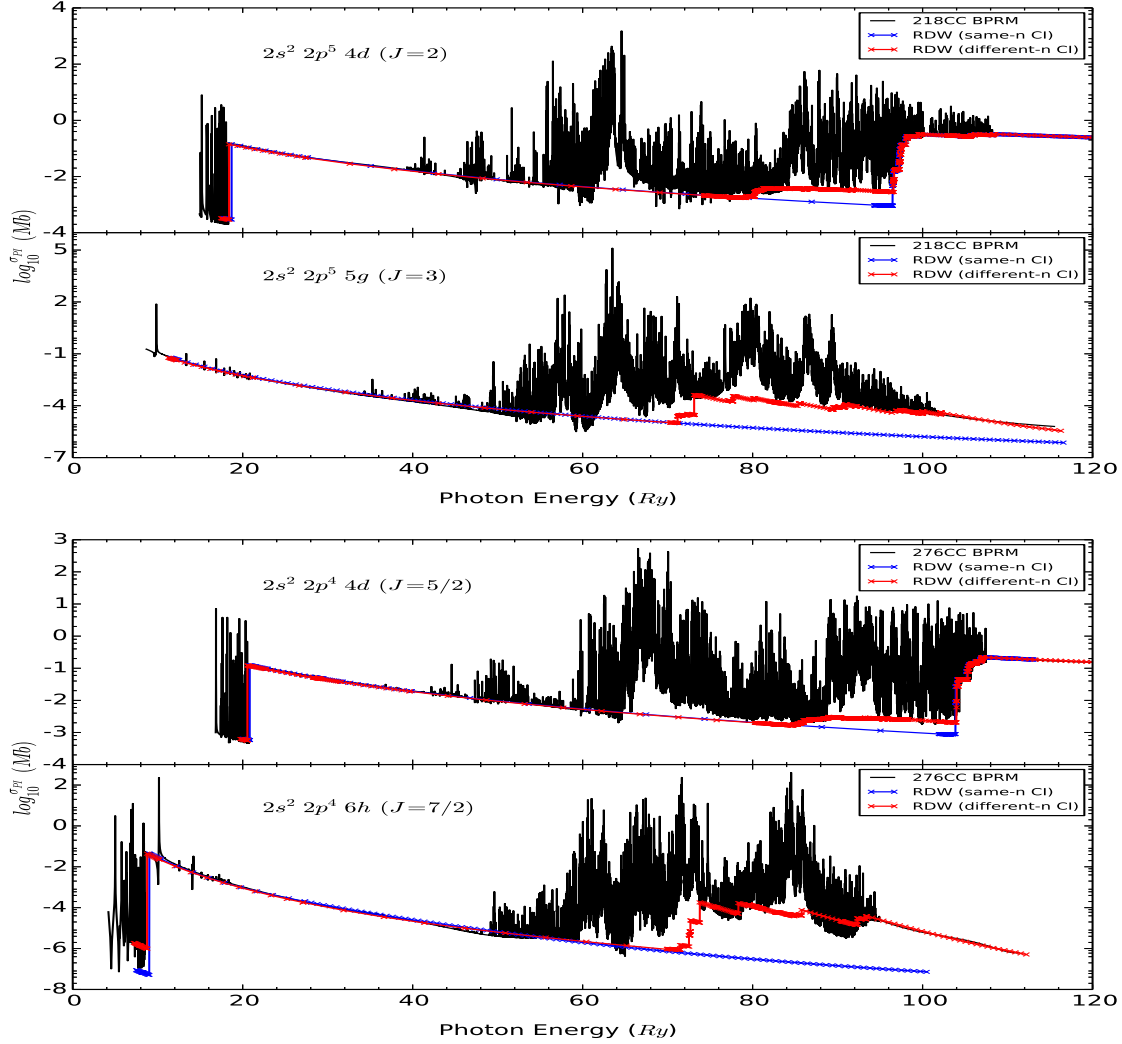 4
2
0
-2
-4
2s² 2p⁵ 4d (J=2)
218CC BPRM
RDW (same-n CI)
RDW (different-n CI)
log₁₀^σPI (Mb)
5
2
-1
-4
-7
2s² 2p⁵ 5g (J=3)
218CC BPRM
RDW (same-n CI)
RDW (different-n CI)
0 20 40 60 80 100 120
Photon Energy (Ry)
3
2
1
0
-1
-2
-3
-4
2s² 2p⁴ 4d (J=5/2)
276CC BPRM
RDW (same-n CI)
RDW (different-n CI)
log₁₀^σPI (Mb)
2
0
-2
-4
-6
-8
2s² 2p⁴ 6h (J=7/2)
276CC BPRM
RDW (same-n CI)
RDW (different-n CI)
0 20 40 60 80 100 120
Photon Energy (Ry)